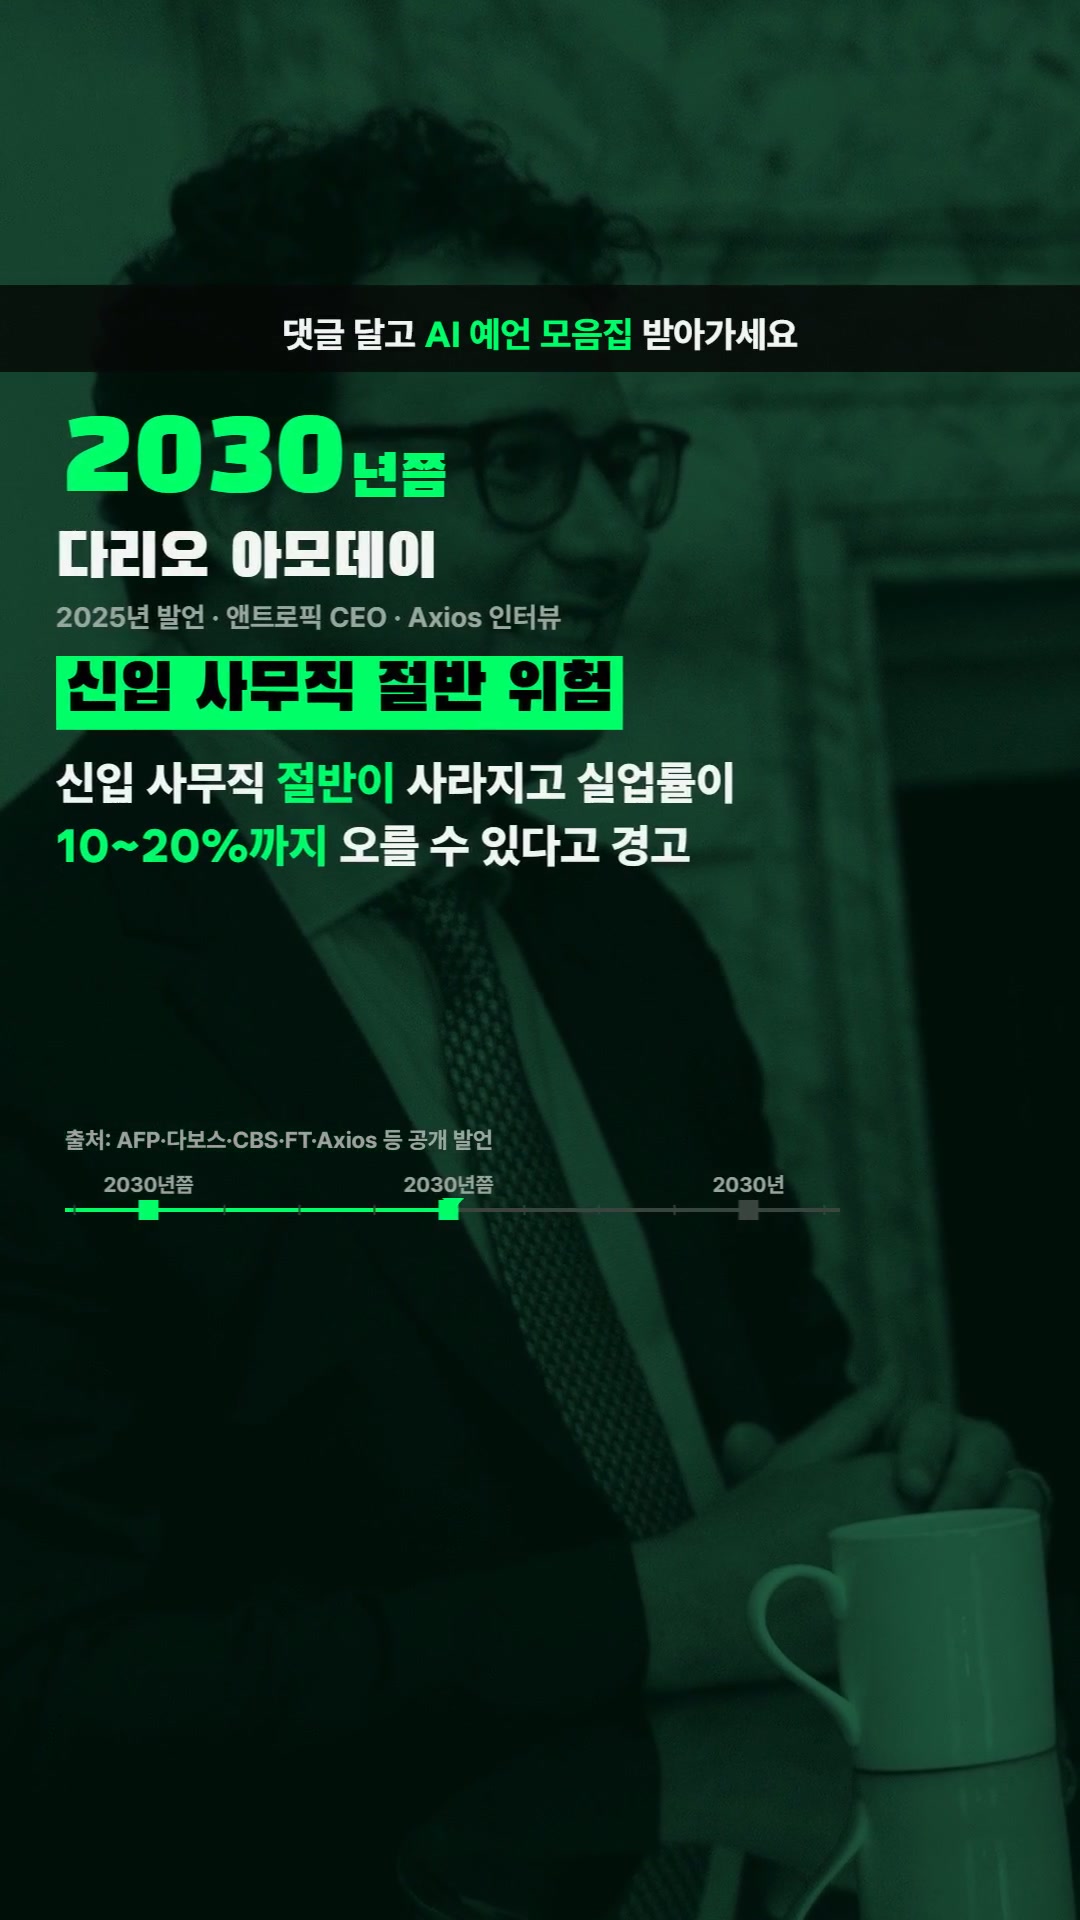 댓글 달고 AI 예언 모음집 받아가세요
2030년쯤
다리오 아모데이
2025년 발언 · 앤트로픽 CEO · Axios 인터뷰
신입 사무직 절반 위험
신입 사무직 절반이 사라지고 실업률이
10~20%까지 오를 수 있다고 경고
출처: AFP·다보스·CBS·FT·Axios 등 공개 발언
2030년쯤 2030년쯤 2030년